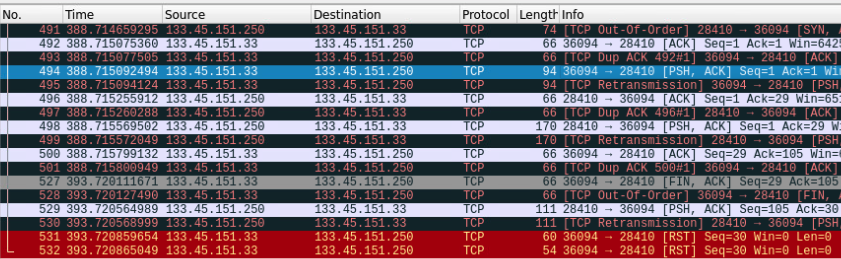 No. Time Source Destination Protocol Length Info
491 388.714659295 133.45.151.250 133.45.151.33 TCP 74 [TCP Out-Of-Order] 28410 → 36094 [SYN,
492 388.715075360 133.45.151.33 133.45.151.250 TCP 66 36094 → 28410 [ACK] Seq=1 Ack=1 Win=642
493 388.715077505 133.45.151.33 133.45.151.250 TCP 66 [TCP Dup ACK 492#1] 36094 → 28410 [ACK]
494 388.715092494 133.45.151.33 133.45.151.250 TCP 94 36094 → 28410 [PSH, ACK] Seq=1 Ack=1 Wi
495 388.715094124 133.45.151.33 133.45.151.250 TCP 94 [TCP Retransmission] 36094 → 28410 [PSH
496 388.715255912 133.45.151.250 133.45.151.33 TCP 66 28410 → 36094 [ACK] Seq=1 Ack=29 Win=65
497 388.715260288 133.45.151.250 133.45.151.33 TCP 66 [TCP Dup ACK 496#1] 28410 → 36094 [ACK]
498 388.715569502 133.45.151.250 133.45.151.33 TCP 170 28410 → 36094 [PSH, ACK] Seq=1 Ack=29 W
499 388.715572049 133.45.151.250 133.45.151.33 TCP 170 [TCP Retransmission] 28410 → 36094 [PSH
500 388.715799132 133.45.151.33 133.45.151.250 TCP 66 36094 → 28410 [ACK] Seq=29 Ack=105 Win=
501 388.715800949 133.45.151.33 133.45.151.250 TCP 66 [TCP Dup ACK 500#1] 36094 → 28410 [ACK]
527 393.720111671 133.45.151.33 133.45.151.250 TCP 66 36094 → 28410 [FIN, ACK] Seq=29 Ack=105
528 393.720127490 133.45.151.33 133.45.151.250 TCP 66 [TCP Out-Of-Order] 36094 → 28410 [FIN,
529 393.720564989 133.45.151.250 133.45.151.33 TCP 111 28410 → 36094 [PSH, ACK] Seq=105 Ack=30
530 393.720568999 133.45.151.250 133.45.151.33 TCP 111 [TCP Retransmission] 28410 → 36094 [PSH
531 393.720859654 133.45.151.33 133.45.151.250 TCP 60 36094 → 28410 [RST] Seq=30 Win=0 Len=0
532 393.720865049 133.45.151.33 133.45.151.250 TCP 54 36094 → 28410 [RST] Seq=30 Win=0 Len=0